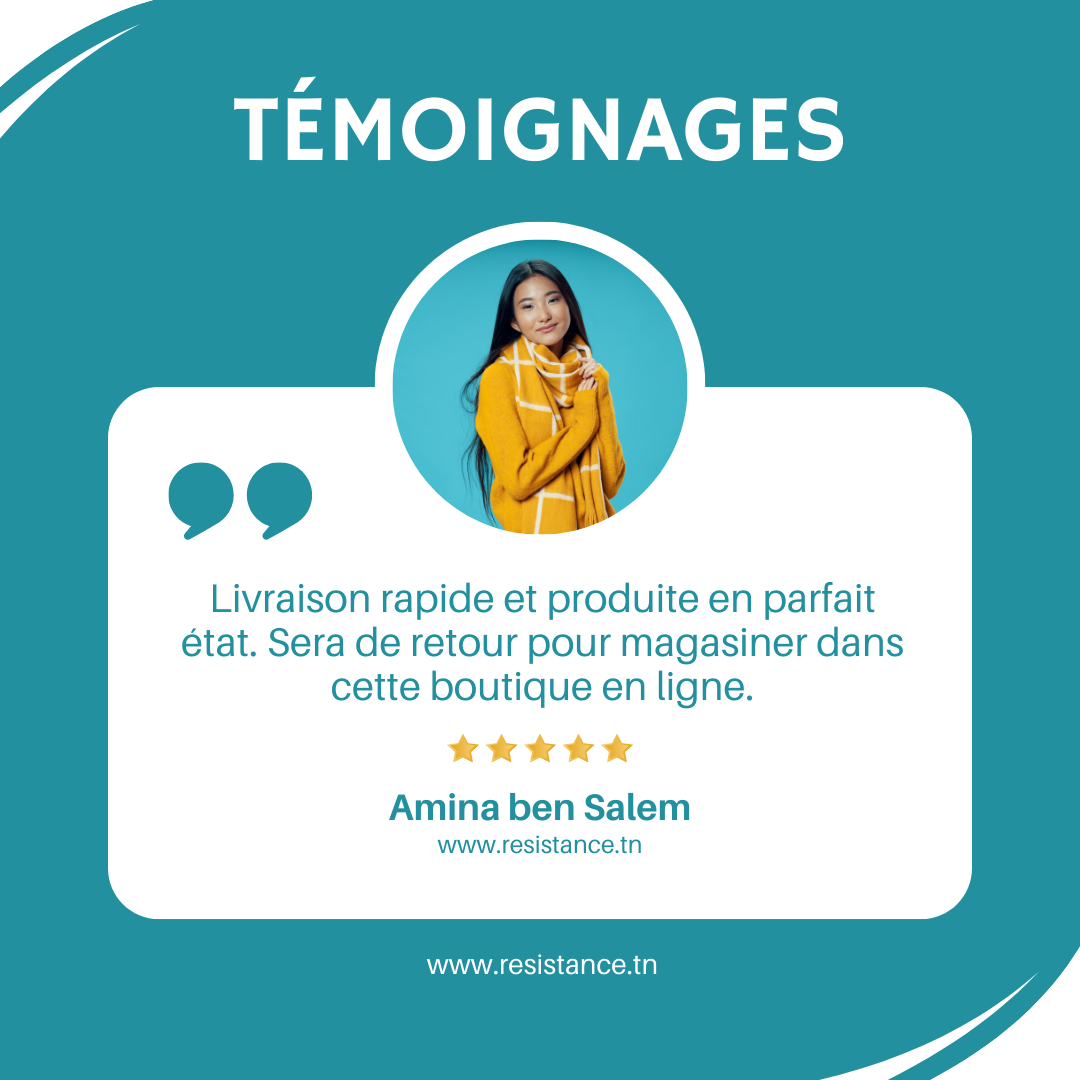 TÉMOIGNAGES
Livraison rapide et produite en parfait
état. Sera de retour pour magasiner dans
cette boutique en ligne.
Amina ben Salem
www.resistance.tn
www.resistance.tn